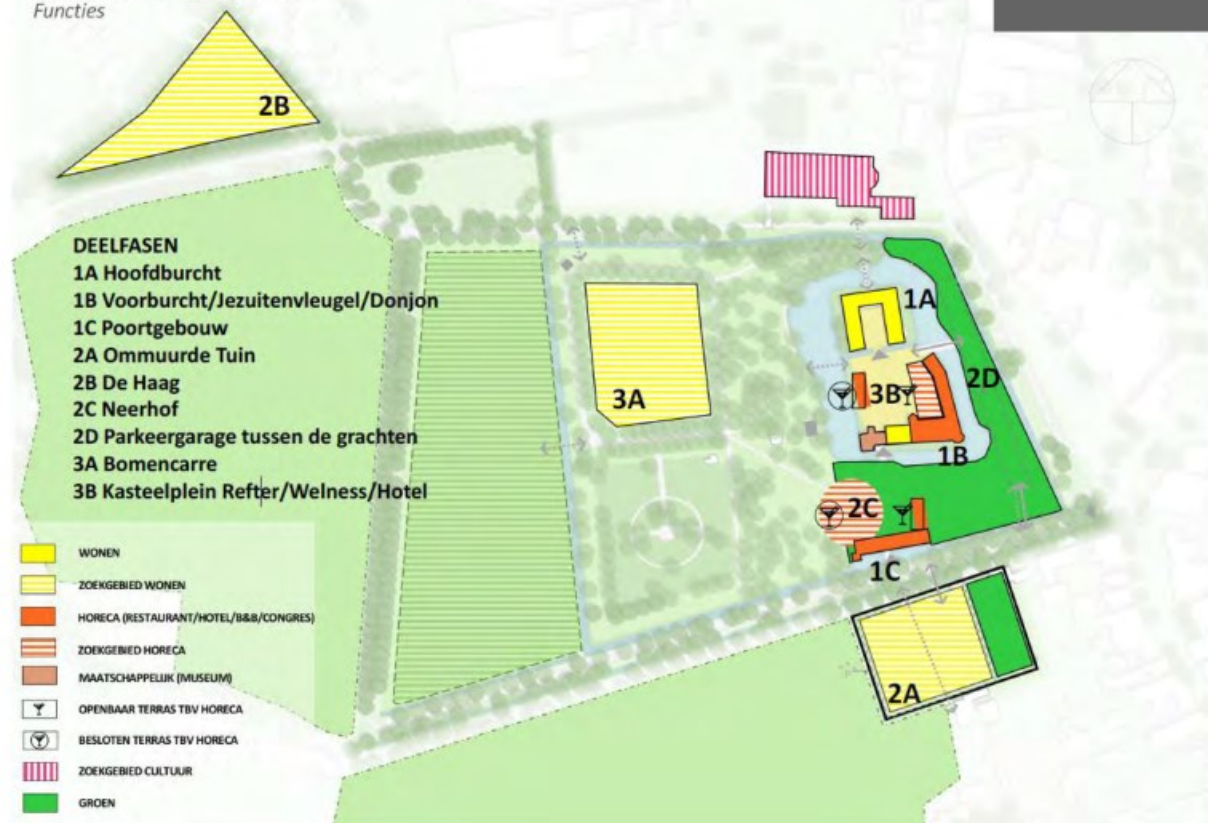 Functies
2B
DEELFASEN
1A Hoofdburcht
1B Voorburcht/Jezuitenvleugel/Donjon
1C Poortgebouw
2A Ommuurde Tuin
2B De Haag
2C Neerhof
2D Parkeergarage tussen de grachten
3A Bomencarre
3B Kasteelplein Refter/Welness/Hotel
1A
3A
3B
2D
1B
2C
1C
2A
WONEN
ZOEKGEBIED WONEN
HORECA (RESTAURANT/HOTEL/B&B/CONGRES)
ZOEKGEBIED HORECA
MAATSCHAPPELIJK (MUSEUM)
OPENBAAR TERRAS TBV HORECA
BESLOTEN TERRAS TBV HORECA
ZOEKGEBIED CULTUUR
GROEN